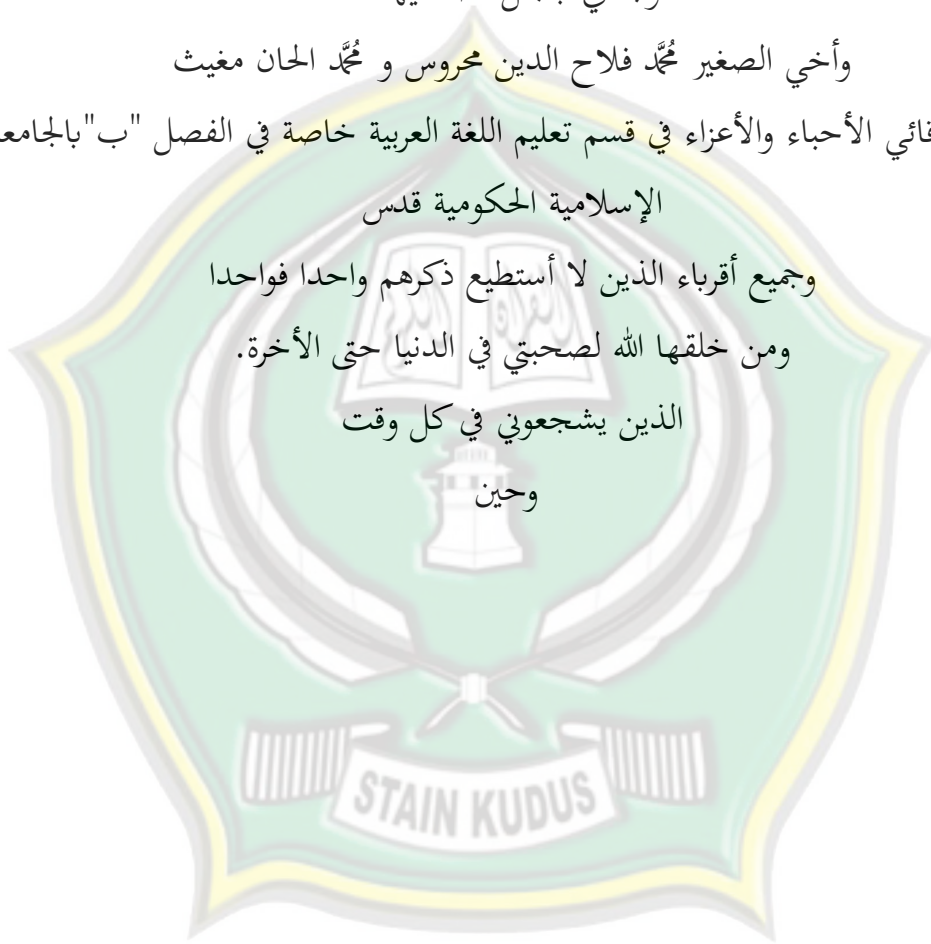 وأخي الصغير مُحَّد فلاح الدين محروس و مُحَّد الحان مغيث
الأحباء والأعزاء في قسم تعليم اللغة العربية خاصة في الفصل "ب"
الإسلامية الحكومية قدس
وجميع أقرباء الذين لا أستطيع ذكرهم واحدا فواحدا
ومن خلقها الله لصحبتي في الدنيا حتى الأخرة.
الذين يشجعوني في كل وقت
وحين
STAIN KUDUS